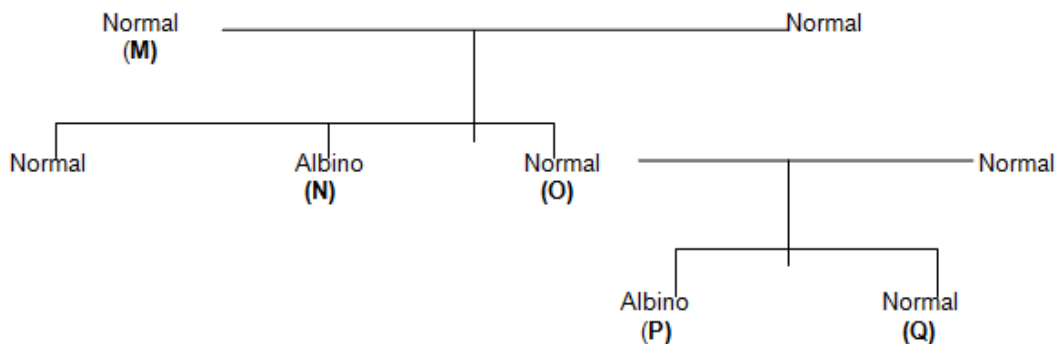 Normal Normal
(M)
Normal Albino Normal Normal
(N) (O)
Albino Normal
(P) (Q)